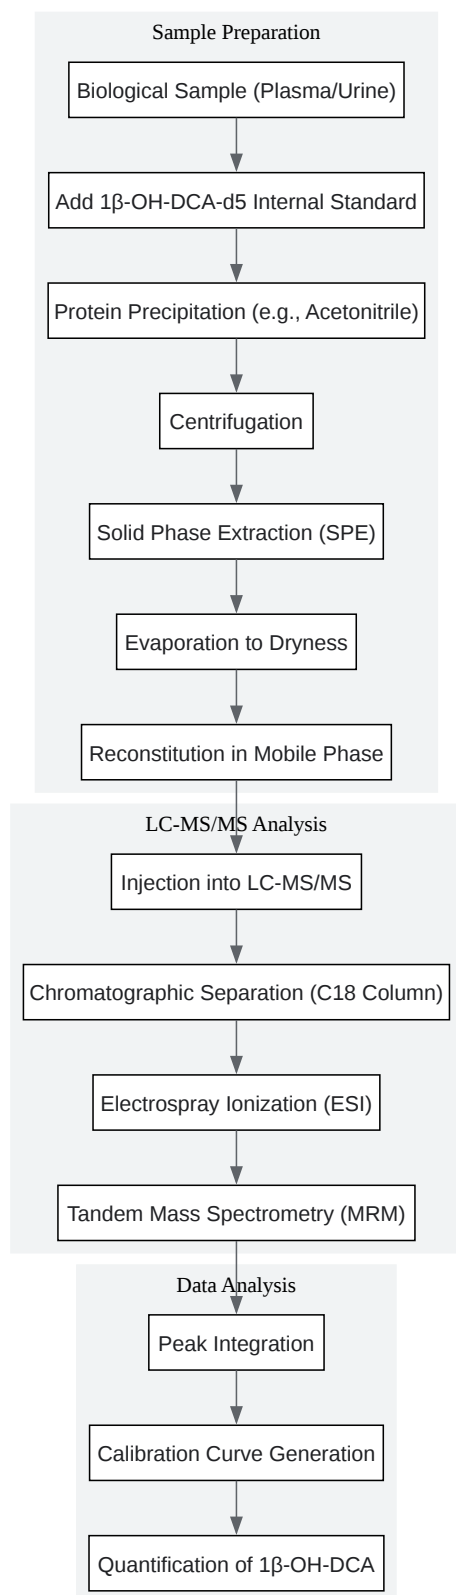 Sample Preparation
Biological Sample (Plasma/Urine)
Add 1β-OH-DCA-d5 Internal Standard
Protein Precipitation (e.g., Acetonitrile)
Centrifugation
Solid Phase Extraction (SPE)
Evaporation to Dryness
Reconstitution in Mobile Phase
LC-MS/MS Analysis
Injection into LC-MS/MS
Chromatographic Separation (C18 Column)
Electrospray Ionization (ESI)
Tandem Mass Spectrometry (MRM)
Data Analysis
Peak Integration
Calibration Curve Generation
Quantification of 1β-OH-DCA